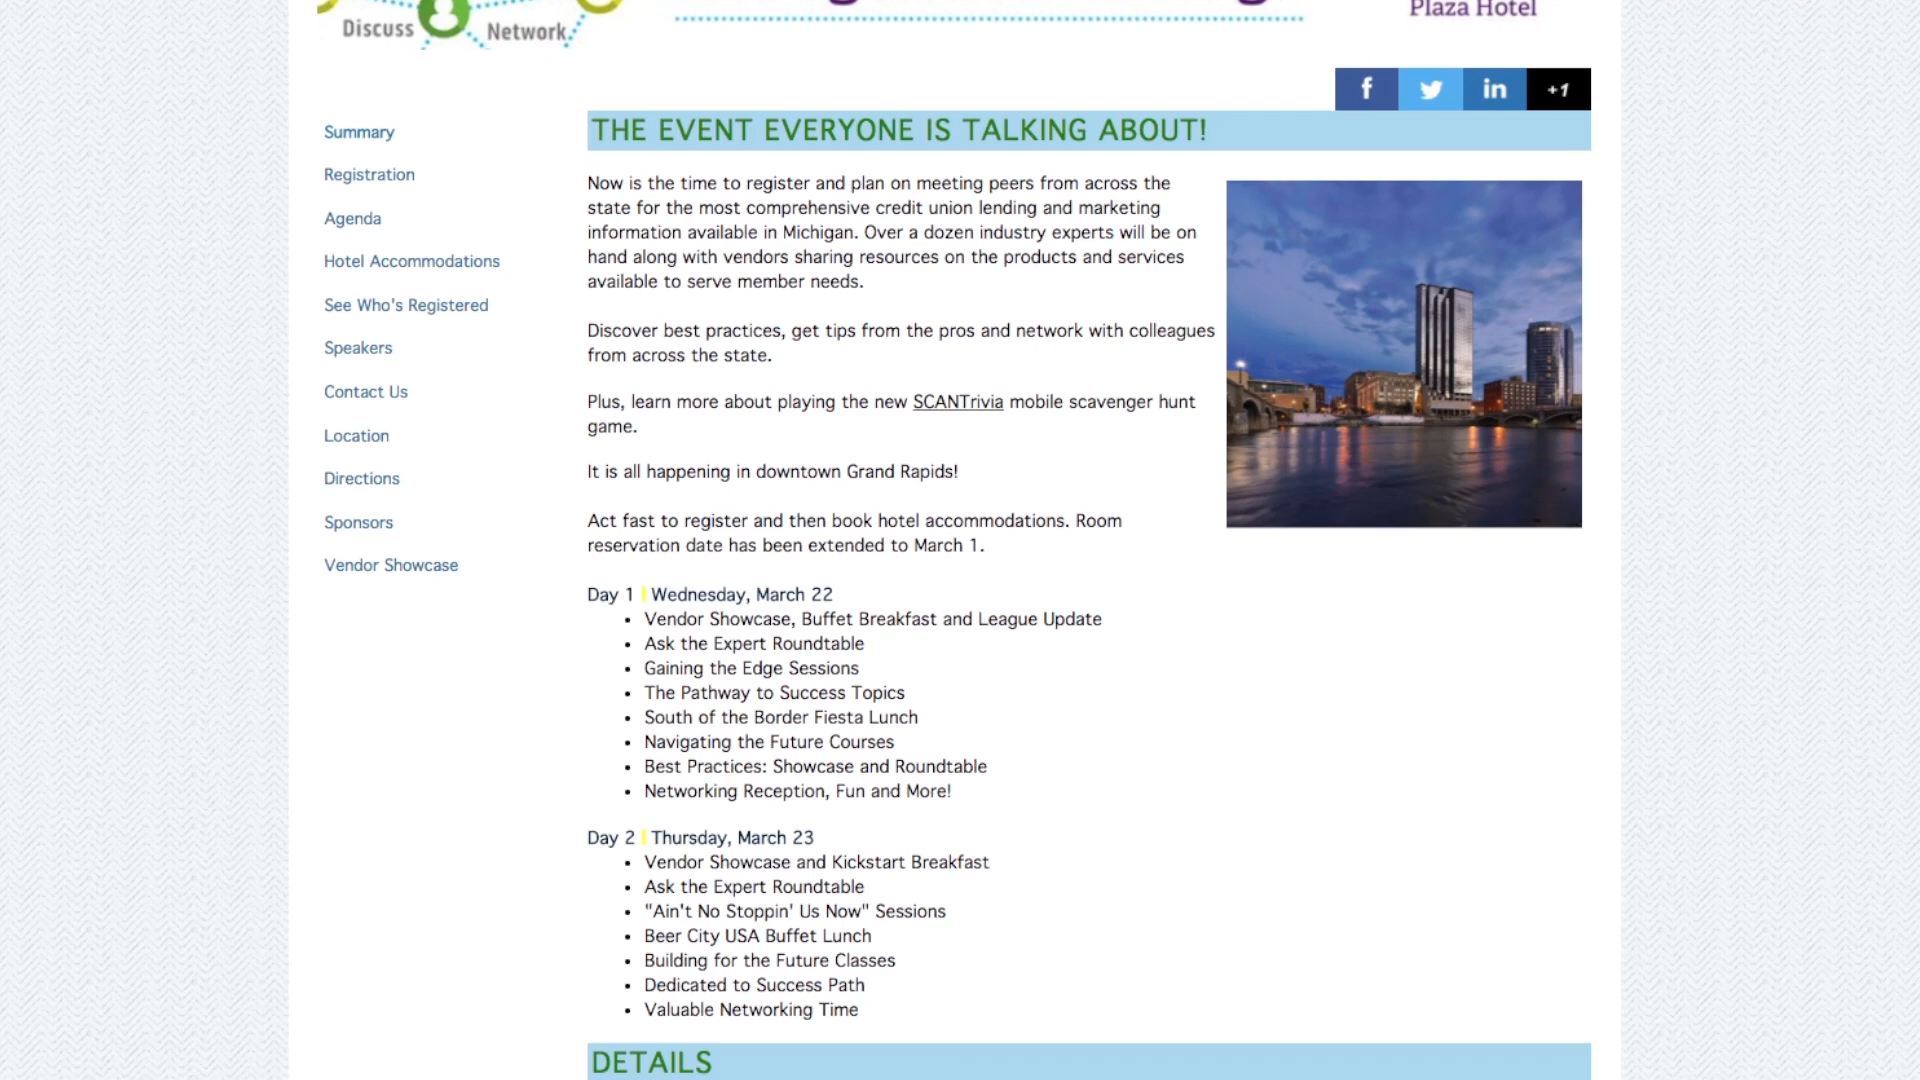 Discuss
Network
Plaza Hotel
f
in
+1
Summary
Registration
Agenda
Hotel Accommodations
See Who's Registered
Speakers
Contact Us
Location
Directions
Sponsors
Vendor Showcase
THE EVENT EVERYONE IS TALKING ABOUT!
Now is the time to register and plan on meeting peers from across the
state for the most comprehensive credit union lending and marketing
information available in Michigan. Over a dozen industry experts will be on
hand along with vendors sharing resources on the products and services
available to serve member needs.
Discover best practices, get tips from the pros and network with colleagues
from across the state.
Plus, learn more about playing the new SCANTrivia mobile scavenger hunt
game.
It is all happening in downtown Grand Rapids!
Act fast to register and then book hotel accommodations. Room
reservation date has been extended to March 1.
Day 1 | Wednesday, March 22
• Vendor Showcase, Buffet Breakfast and League Update
• Ask the Expert Roundtable
• Gaining the Edge Sessions
• The Pathway to Success Topics
• South of the Border Fiesta Lunch
• Navigating the Future Courses
• Best Practices: Showcase and Roundtable
• Networking Reception, Fun and More!
Day 2 | Thursday, March 23
• Vendor Showcase and Kickstart Breakfast
• Ask the Expert Roundtable
• "Ain't No Stoppin' Us Now" Sessions
• Beer City USA Buffet Lunch
• Building for the Future Classes
• Dedicated to Success Path
• Valuable Networking Time
DETAILS